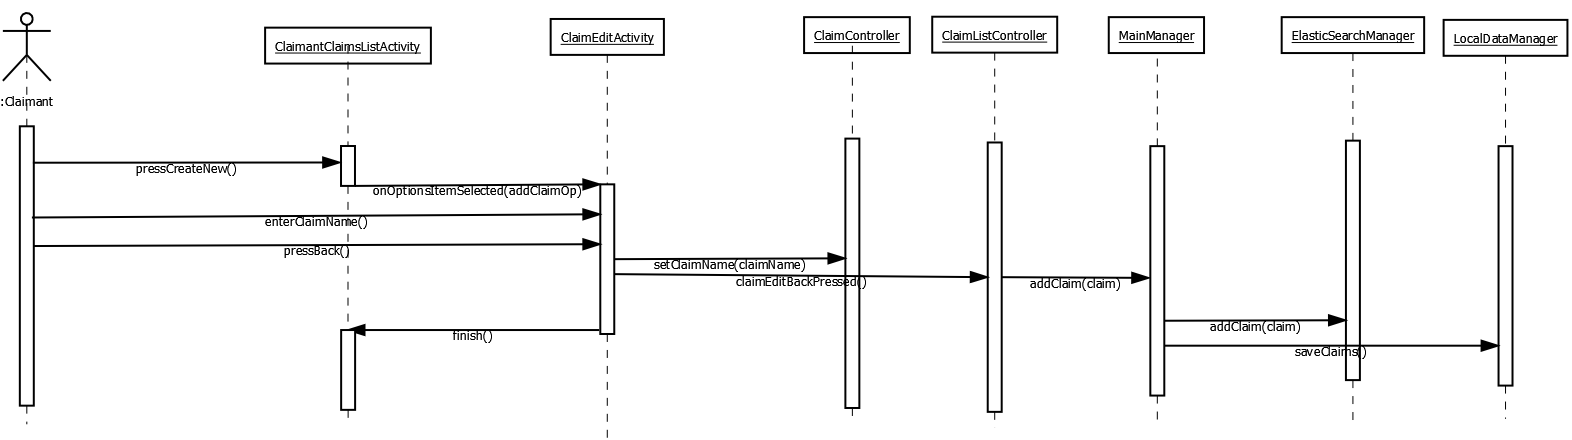 :Claimant
ClaimantClaimsListActivity
ClaimEditActivity
ClaimController
ClaimListController
MainManager
ElasticSearchManager
LocalDataManager
pressCreateNew()
onOptionsItemSelected(addClaimOp)
enterClaimName()
pressBack()
setClaimName(claimName)
claimEditBackPressed()
addClaim(claim)
addClaim(claim)
finish()
saveClaims()